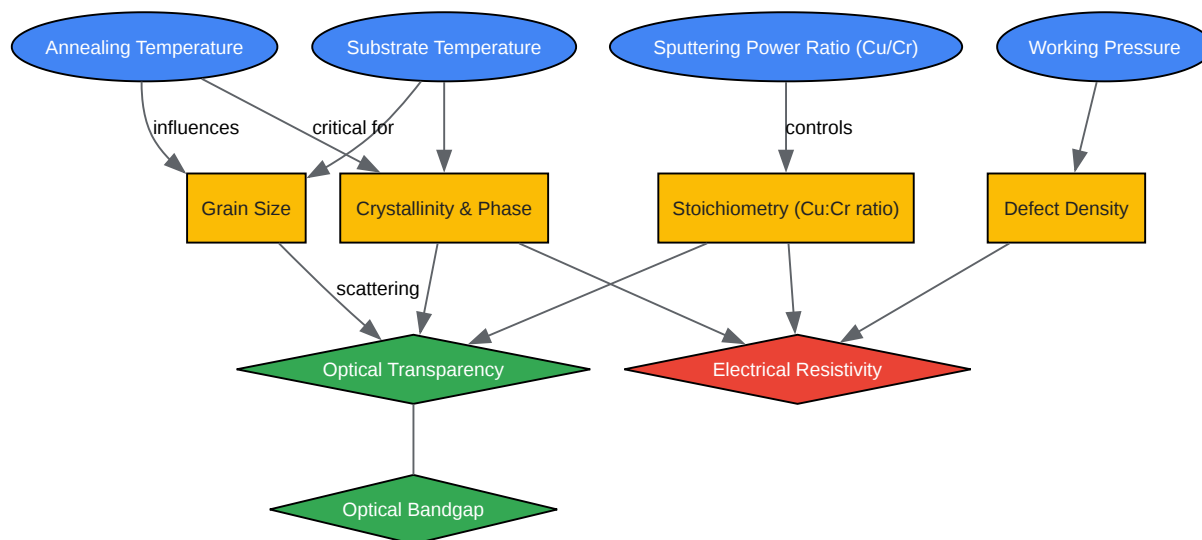 Annealing Temperature
Substrate Temperature
Sputtering Power Ratio (Cu/Cr)
Working Pressure
influences
critical for
controls
Grain Size
Crystallinity & Phase
Stoichiometry (Cu:Cr ratio)
Defect Density
scattering
Optical Transparency
Electrical Resistivity
Optical Bandgap